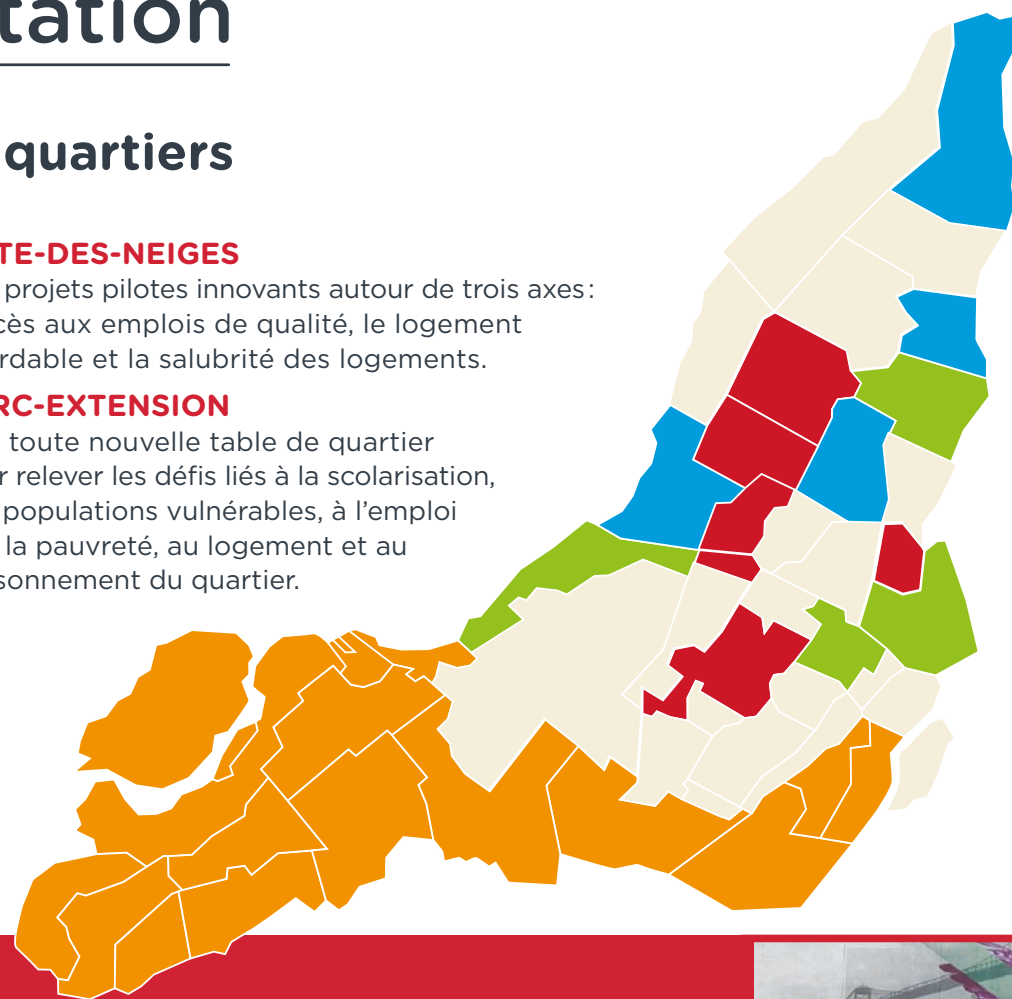 tation
quartiers
TE-DES-NEIGES
projets pilotes innovants autour de trois axes :
cès aux emplois de qualité, le logement
rdable et la salubrité des logements.
RC-EXTENSION
toute nouvelle table de quartier
r relever les défis liés à la scolarisation,
populations vulnérables, à l’emploi
la pauvreté, au logement et au
sonnement du quartier.